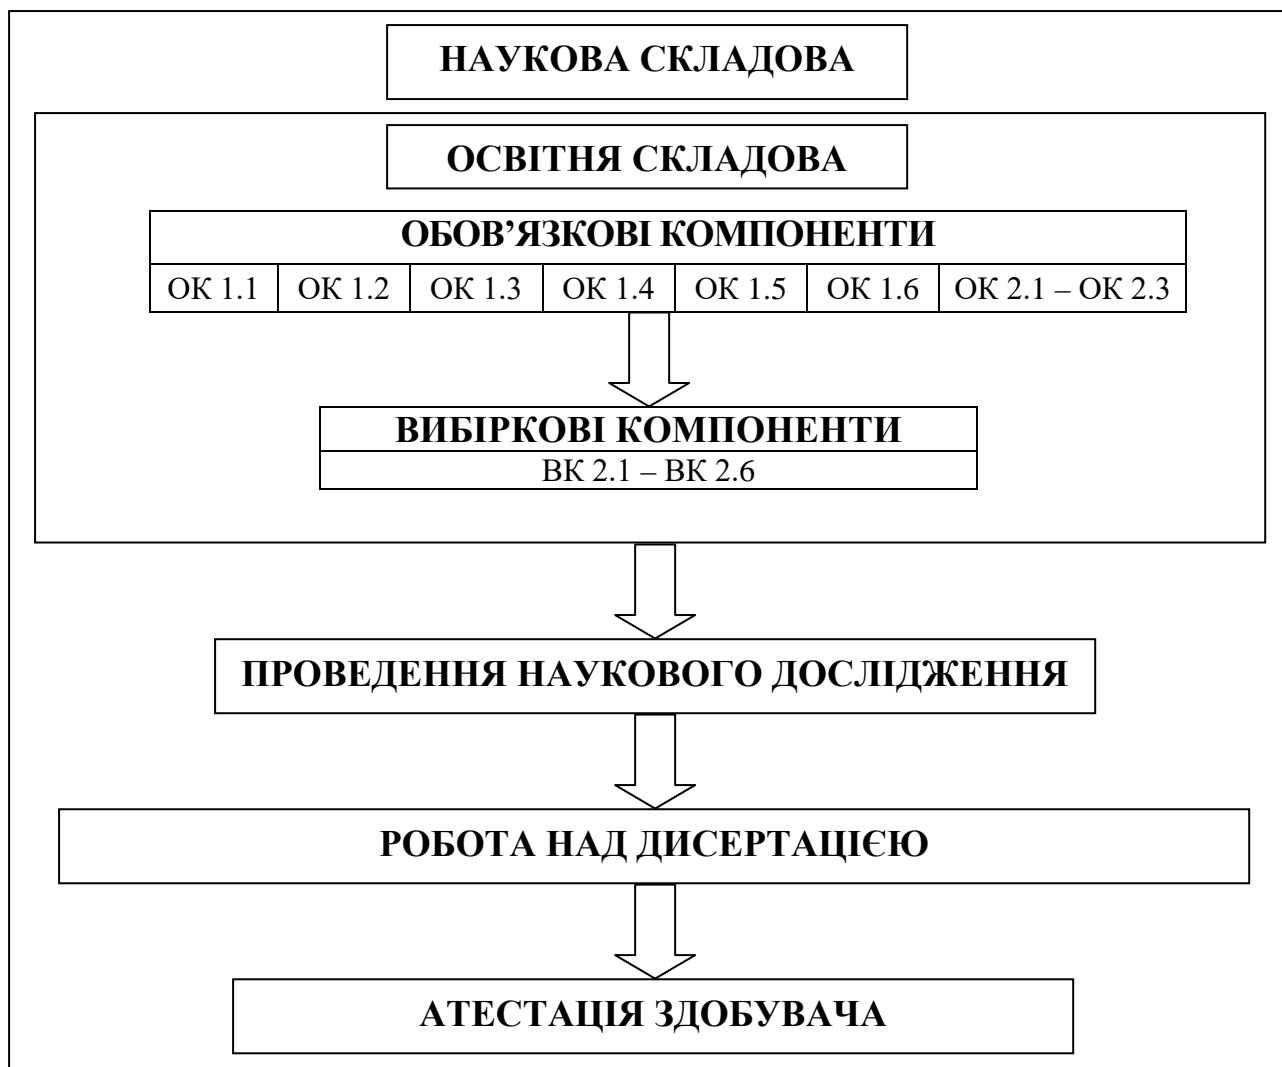 НАУКОВА СКЛАДОВА
ОСВІТНЯ СКЛАДОВА
ОБОВ’ЯЗКОВІ КОМПОНЕНТИ
ОК 1.1 ОК 1.2 ОК 1.3 ОК 1.4 ОК 1.5 ОК 1.6 ОК 2.1 – ОК 2.3
ВИБІРКОВІ КОМПОНЕНТИ
ВК 2.1 – ВК 2.6
ПРОВЕДЕННЯ НАУКОВОГО ДОСЛІДЖЕННЯ
РОБОТА НАД ДИСЕРТАЦІЄЮ
АТЕСТАЦІЯ ЗДОБУВАЧА